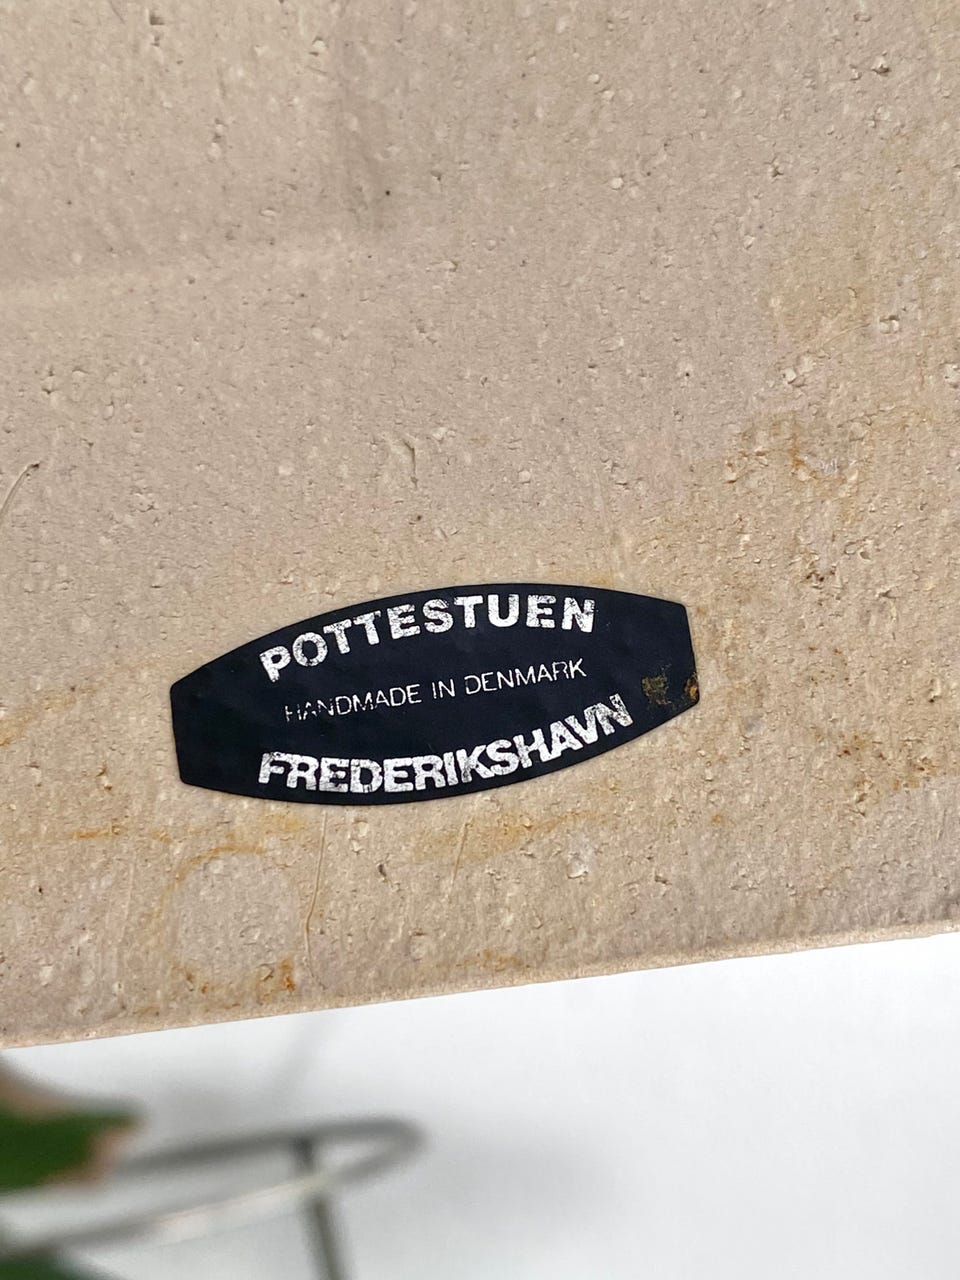 POTTESTUEN
HANDMADE IN DENMARK
FREDERIKSHAVN